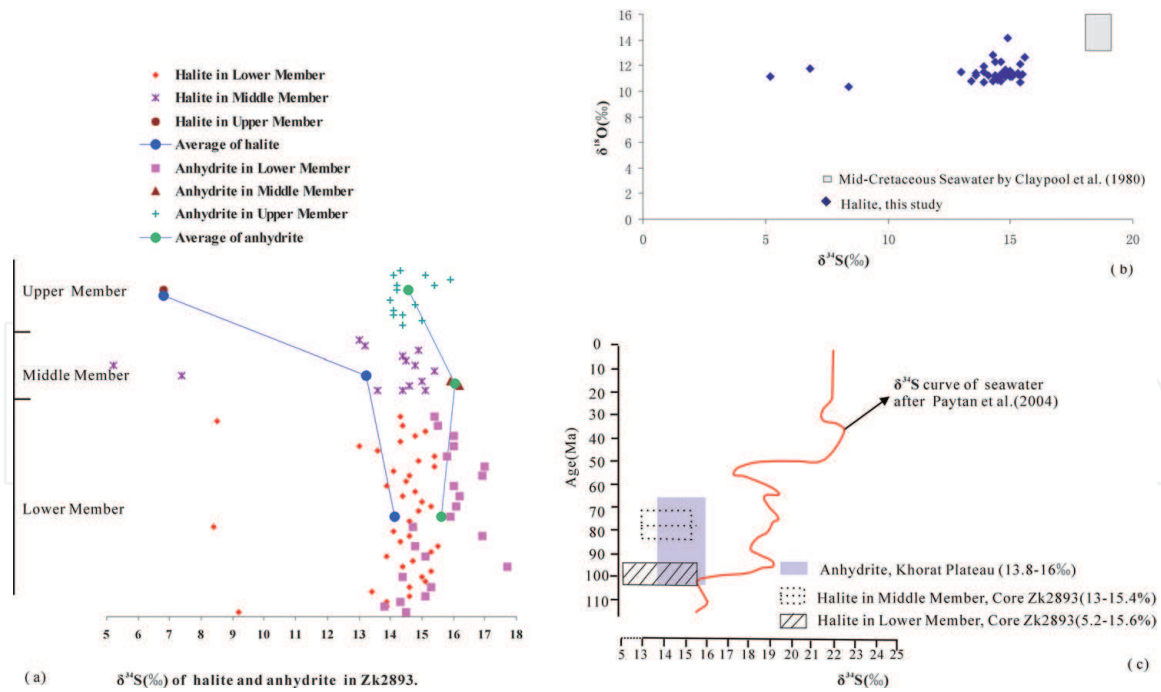 Halite in Lower Member
Halite in Middle Member
Halite in Upper Member
Average of halite
Anhydrite in Lower Member
Anhydrite in Middle Member
Anhydrite in Upper Member
Average of anhydrite
Upper Member
Middle Member
Lower Member
5 6 7 8 9 10 11 12 13 14 15 16 17 18
( a ) δ³⁴S(‰) of halite and anhydrite in Zk2893.
16
14
12
10
8
6
4
2
0
δ¹⁸O(‰)
Mid-Cretaceous Seawater by Claypool et al. (1980)
Halite, this study
0 5 10 15 20
δ³⁴S(‰)
( b )
0
10
20
30
40
50
60
70
80
90
100
110
Age(Ma)
δ³⁴S curve of seawater
after Paytan et al.(2004)
Anhydrite, Khorat Plateau (13.8-16‰)
Halite in Middle Member, Core Zk2893(13-15.4%)
Halite in Lower Member, Core Zk2893(5.2-15.6%)
5 13 14 15 16 17 18 19 20 21 22 23 24 25
δ³⁴S(‰)
( c )